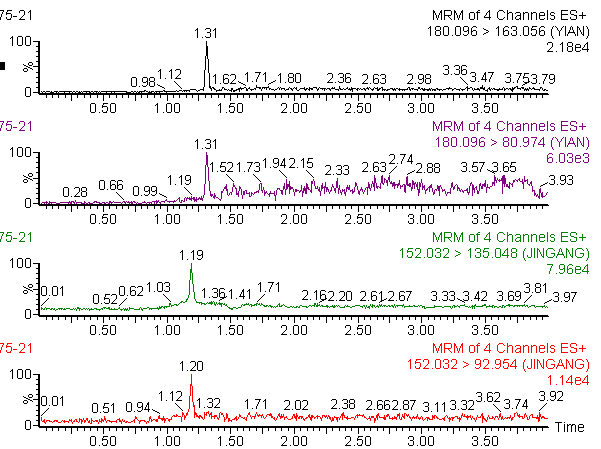 75-21
MRM of 4 Channels ES+
180.096 > 163.056 (YIAN)
2.18e4
1.31
100
%
0
0.98 1.12 1.62 1.71 1.80 2.36 2.63 2.98 3.36 3.47 3.75 3.79
0.50 1.00 1.50 2.00 2.50 3.00 3.50
75-21
MRM of 4 Channels ES+
180.096 > 80.974 (YIAN)
6.03e3
1.31
100
%
0
0.28 0.66 0.99 1.19 1.52 1.73 1.94 2.15 2.33 2.63 2.74 2.88 3.57 3.65 3.93
0.50 1.00 1.50 2.00 2.50 3.00 3.50
75-21
MRM of 4 Channels ES+
152.032 > 135.048 (JINGANG)
7.96e4
1.19
100
%
0
0.01 0.52 0.62 1.03 1.36 1.41 1.71 2.16 2.20 2.61 2.67 3.33 3.42 3.69 3.81 3.97
0.50 1.00 1.50 2.00 2.50 3.00 3.50
75-21
MRM of 4 Channels ES+
152.032 > 92.954 (JINGANG)
1.14e4
1.20
100
%
0
0.01 0.51 0.94 1.12 1.32 1.71 2.02 2.38 2.66 2.87 3.11 3.32 3.62 3.74 3.92
0.50 1.00 1.50 2.00 2.50 3.00 3.50
Time